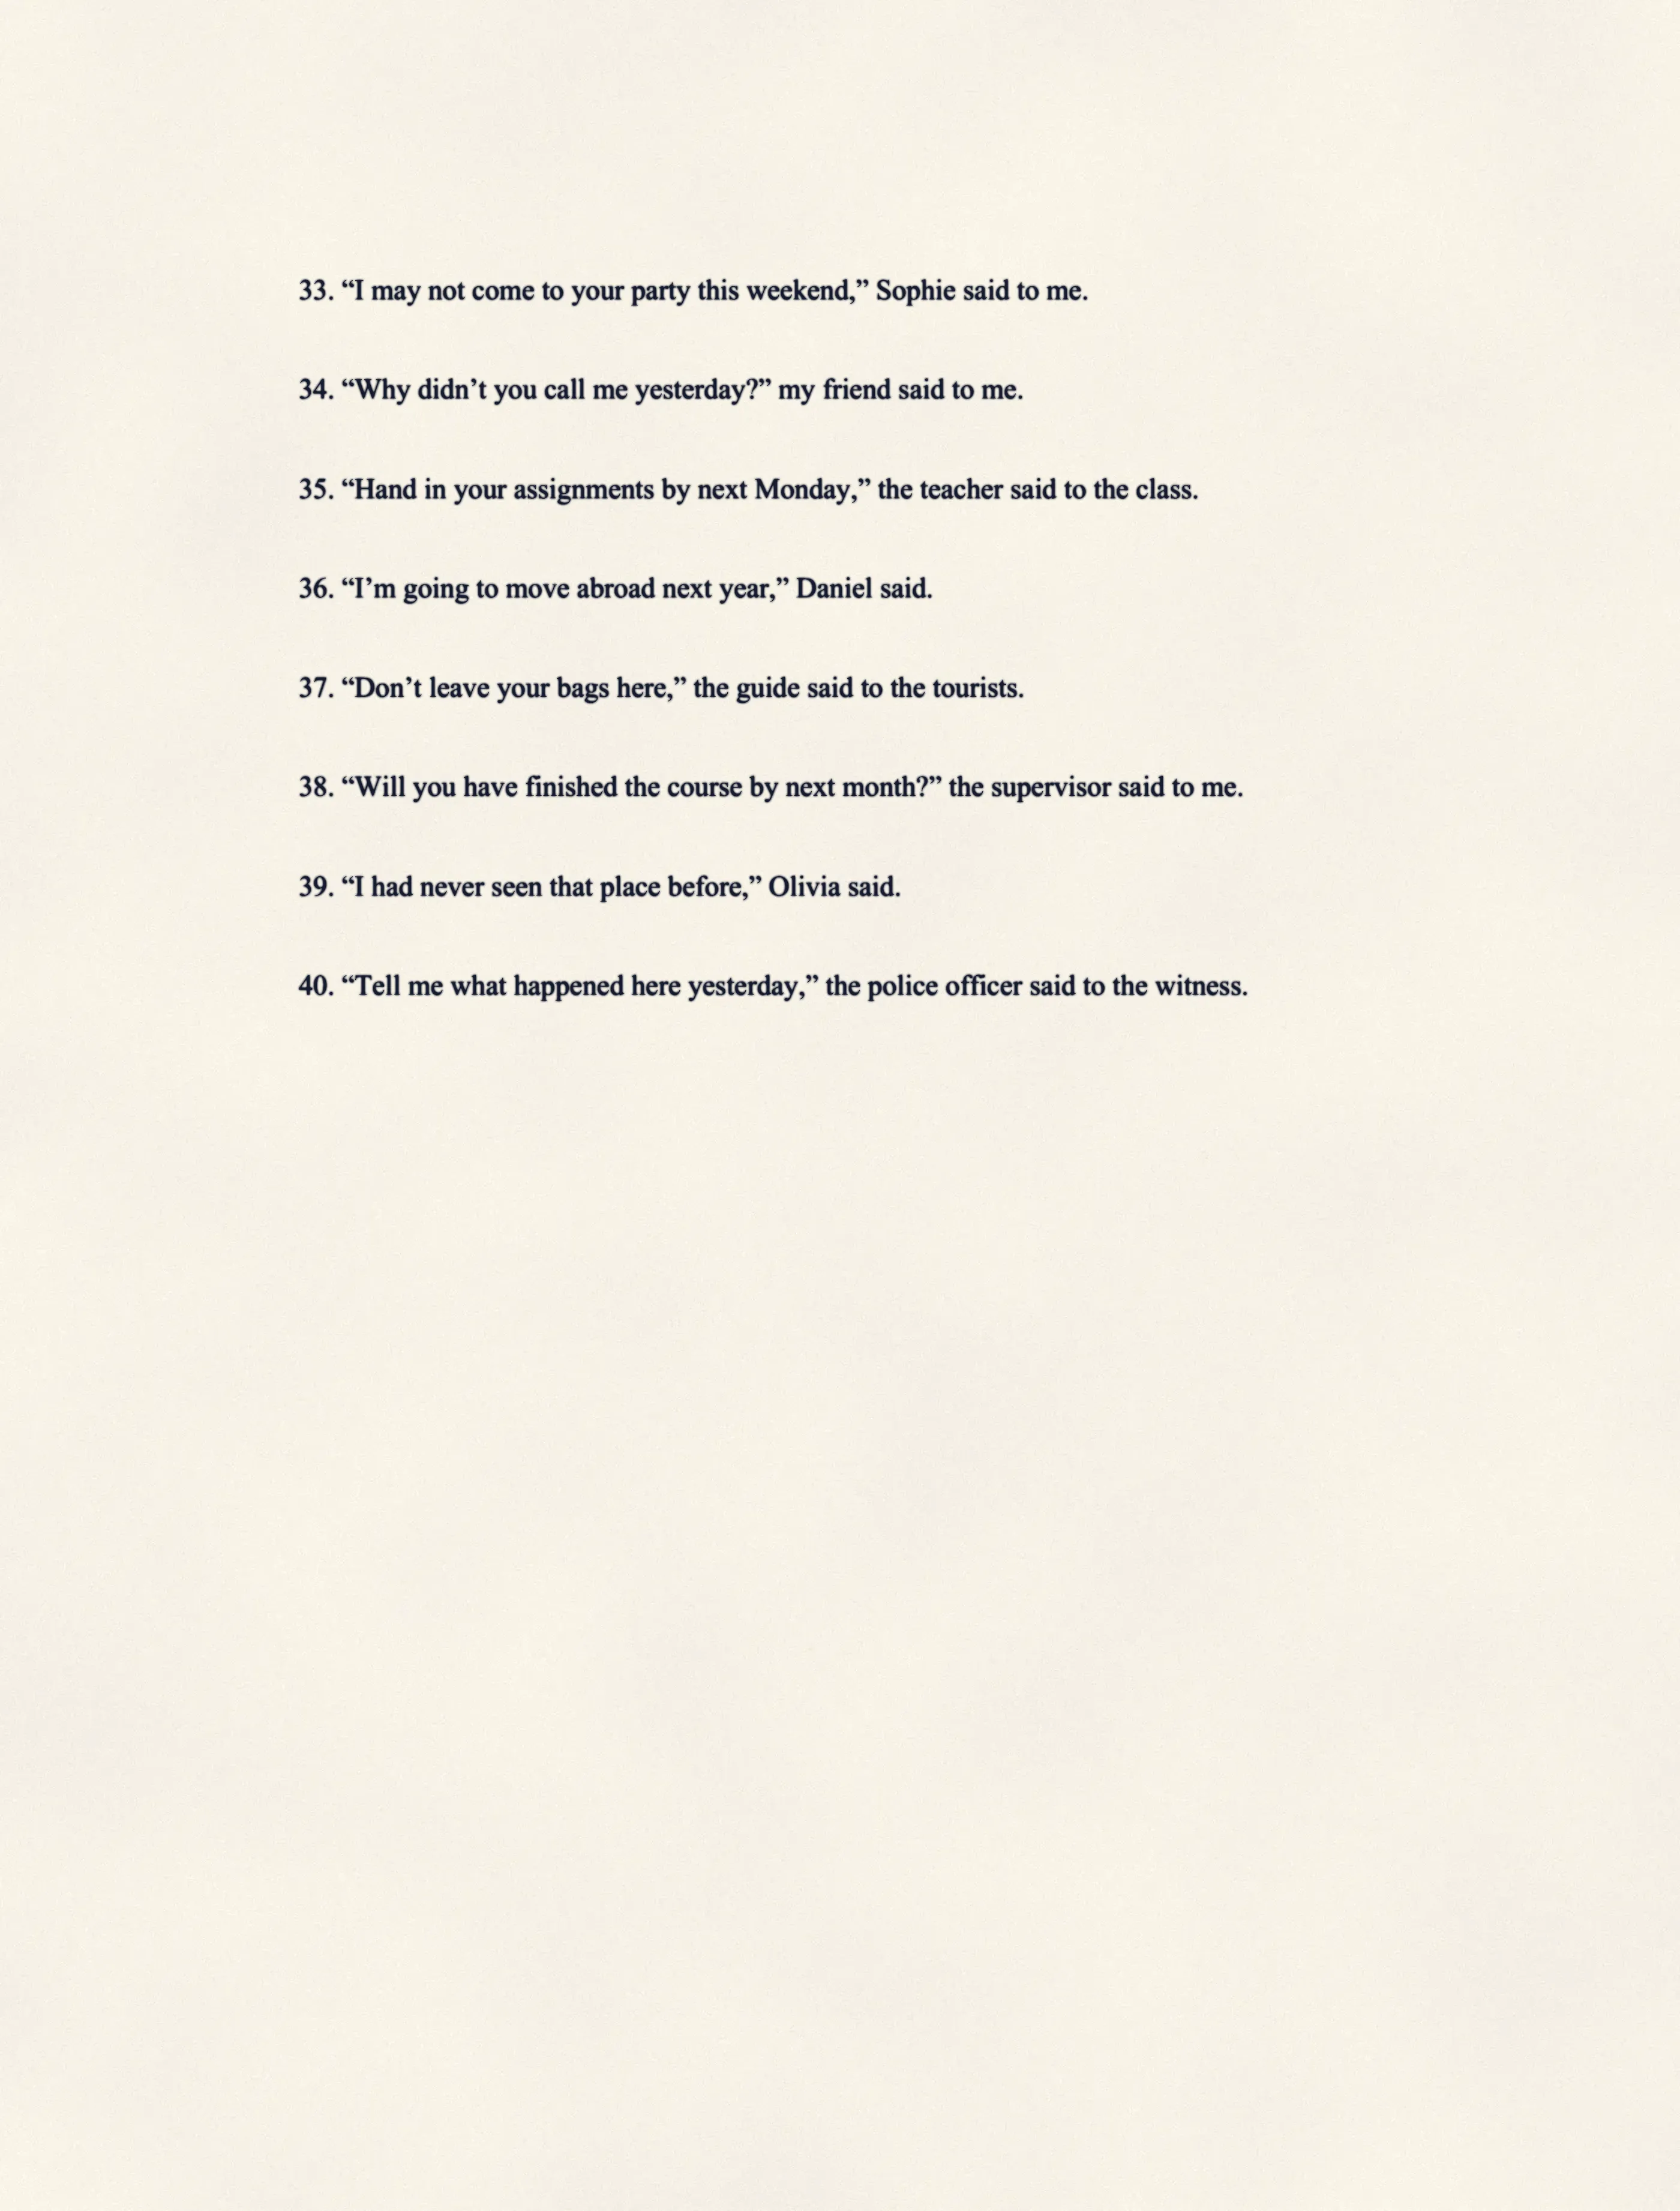 33. “I may not come to your party this weekend,” Sophie said to me.
34. “Why didn’t you call me yesterday?” my friend said to me.
35. “Hand in your assignments by next Monday,” the teacher said to the class.
36. “I’m going to move abroad next year,” Daniel said.
37. “Don’t leave your bags here,” the guide said to the tourists.
38. “Will you have finished the course by next month?” the supervisor said to me.
39. “I had never seen that place before,” Olivia said.
40. “Tell me what happened here yesterday,” the police officer said to the witness.